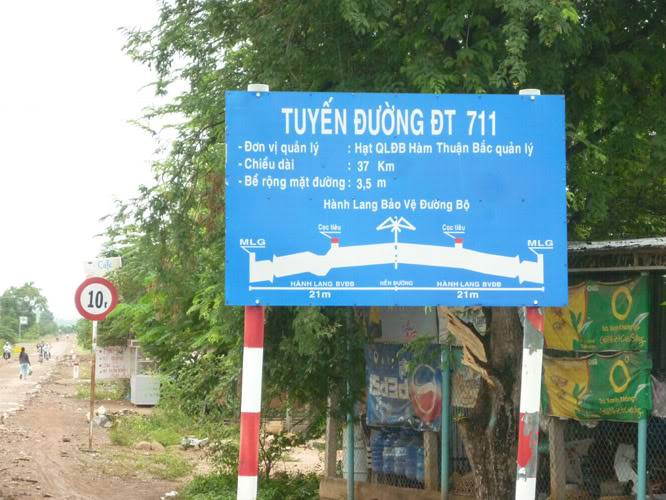 TUYẾN ĐƯỜNG ĐT 711
- Đơn vị quản lý : Hạt QLĐB Hàm Thuận Bắc quản lý
- Chiều dài : 37 Km
- Bề rộng mặt đường : 3,5 m
Hành Lang Bảo Vệ Đường Bộ
Cọc tiêu Cọc tiêu
MLG MLG
HÀNH LANG BVĐB NỀN ĐƯỜNG HÀNH LANG BVĐB
21m 21m
Café
10T
PEPSI